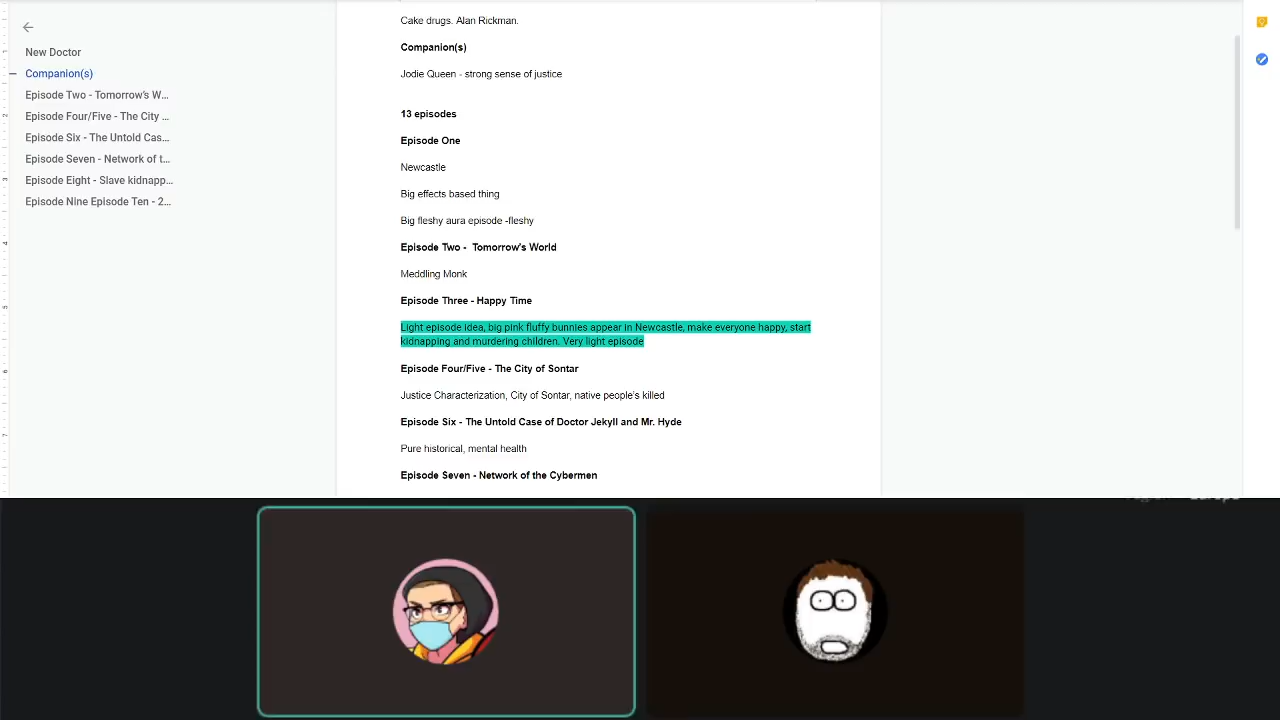 New Doctor
Companion(s)
Episode Two - Tomorrow's W...
Episode Four/Five - The City ...
Episode Six - The Untold Cas...
Episode Seven - Network of t...
Episode Eight - Slave kidnapp...
Episode Nine Episode Ten - 2...
Cake drugs. Alan Rickman.
Companion(s)
Jodie Queen - strong sense of justice
13 episodes
Episode One
Newcastle
Big effects based thing
Big fleshy aura episode -fleshy
Episode Two -  Tomorrow's World
Meddling Monk
Episode Three - Happy Time
Light episode idea, big pink fluffy bunnies appear in Newcastle, make everyone happy, start
kidnapping and murdering children. Very light episode
Episode Four/Five - The City of Sontar
Justice Characterization, City of Sontar, native people's killed
Episode Six - The Untold Case of Doctor Jekyll and Mr. Hyde
Pure historical, mental health
Episode Seven - Network of the Cybermen